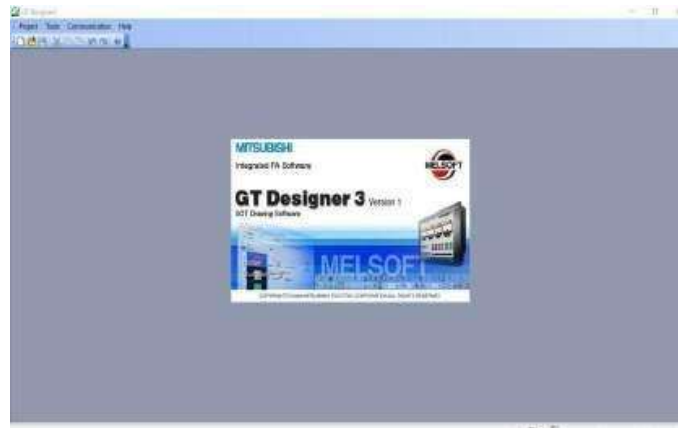 GT Designer3
Project Tools Communication Help
MITSUBISHI
Integrated FA Software
MELSOFT
GT Designer 3 Version 1
GOT Drawing Software
MELSOFT